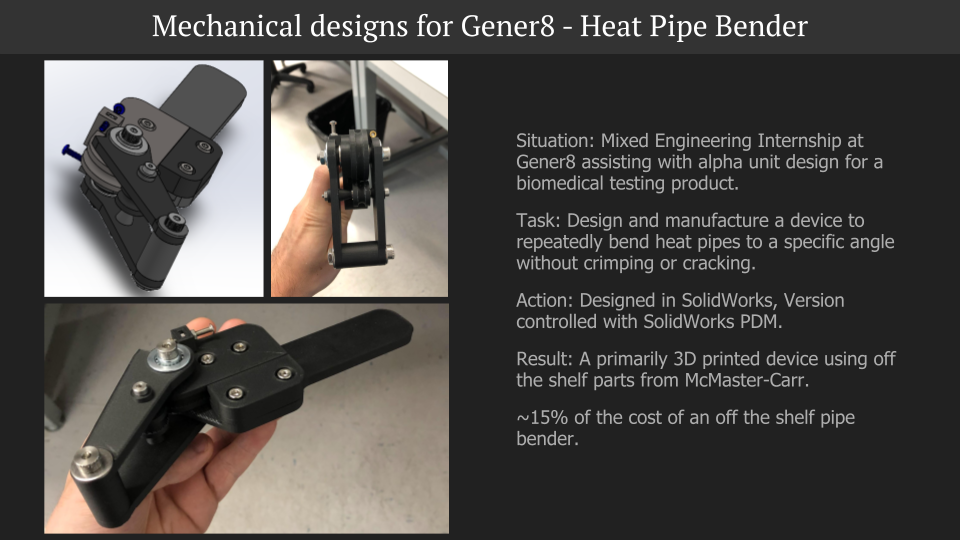 Mechanical designs for Gener8 - Heat Pipe Bender
Situation: Mixed Engineering Internship at
Gener8 assisting with alpha unit design for a
biomedical testing product.
Task: Design and manufacture a device to
repeatedly bend heat pipes to a specific angle
without crimping or cracking.
Action: Designed in SolidWorks, Version
controlled with SolidWorks PDM.
Result: A primarily 3D printed device using off
the shelf parts from McMaster-Carr.
~15% of the cost of an off the shelf pipe
bender.